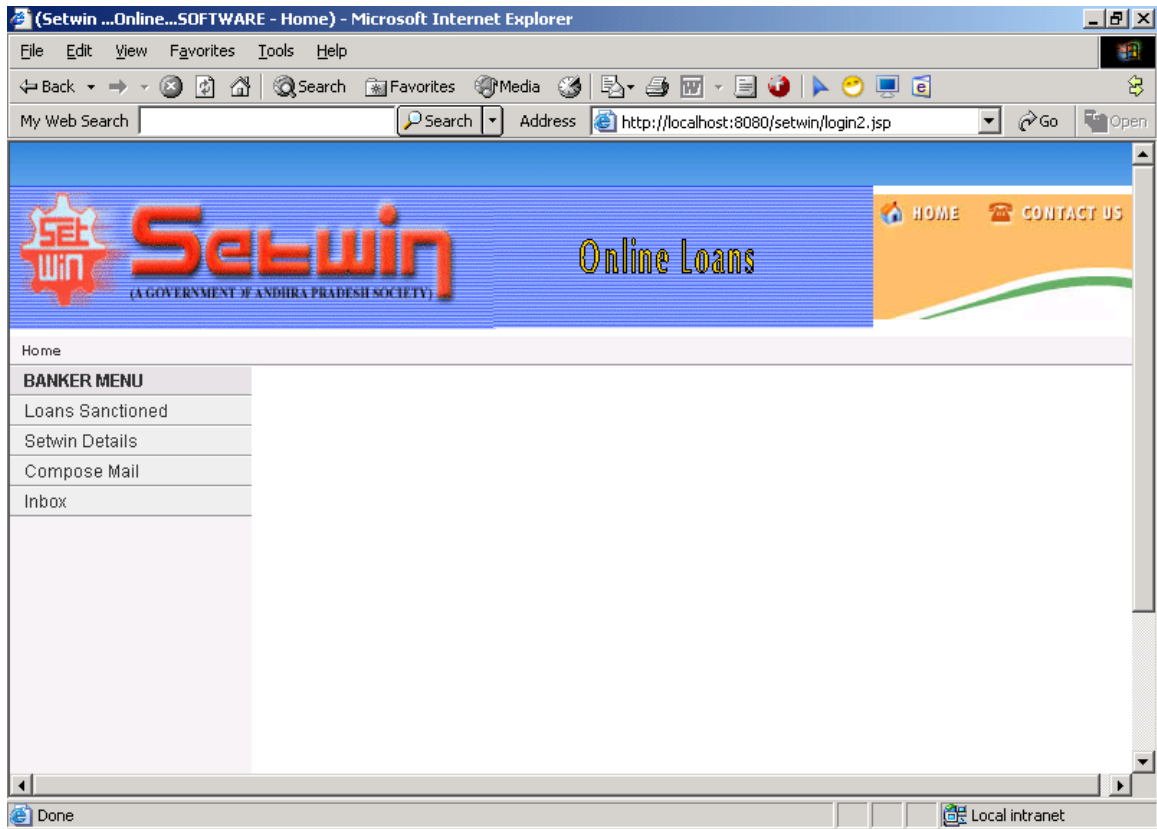 (Setwin ...Online...SOFTWARE - Home) - Microsoft Internet Explorer
File Edit View Favorites Tools Help
Back Search Favorites Media
My Web Search Search Address http://localhost:8080/setwin/login2.jsp Go Open
SET WIN
Setwin
(A GOVERNMENT OF ANDHRA PRADESH SOCIETY)
Online Loans
HOME CONTACT US
Home
BANKER MENU
Loans Sanctioned
Setwin Details
Compose Mail
Inbox
Done Local intranet